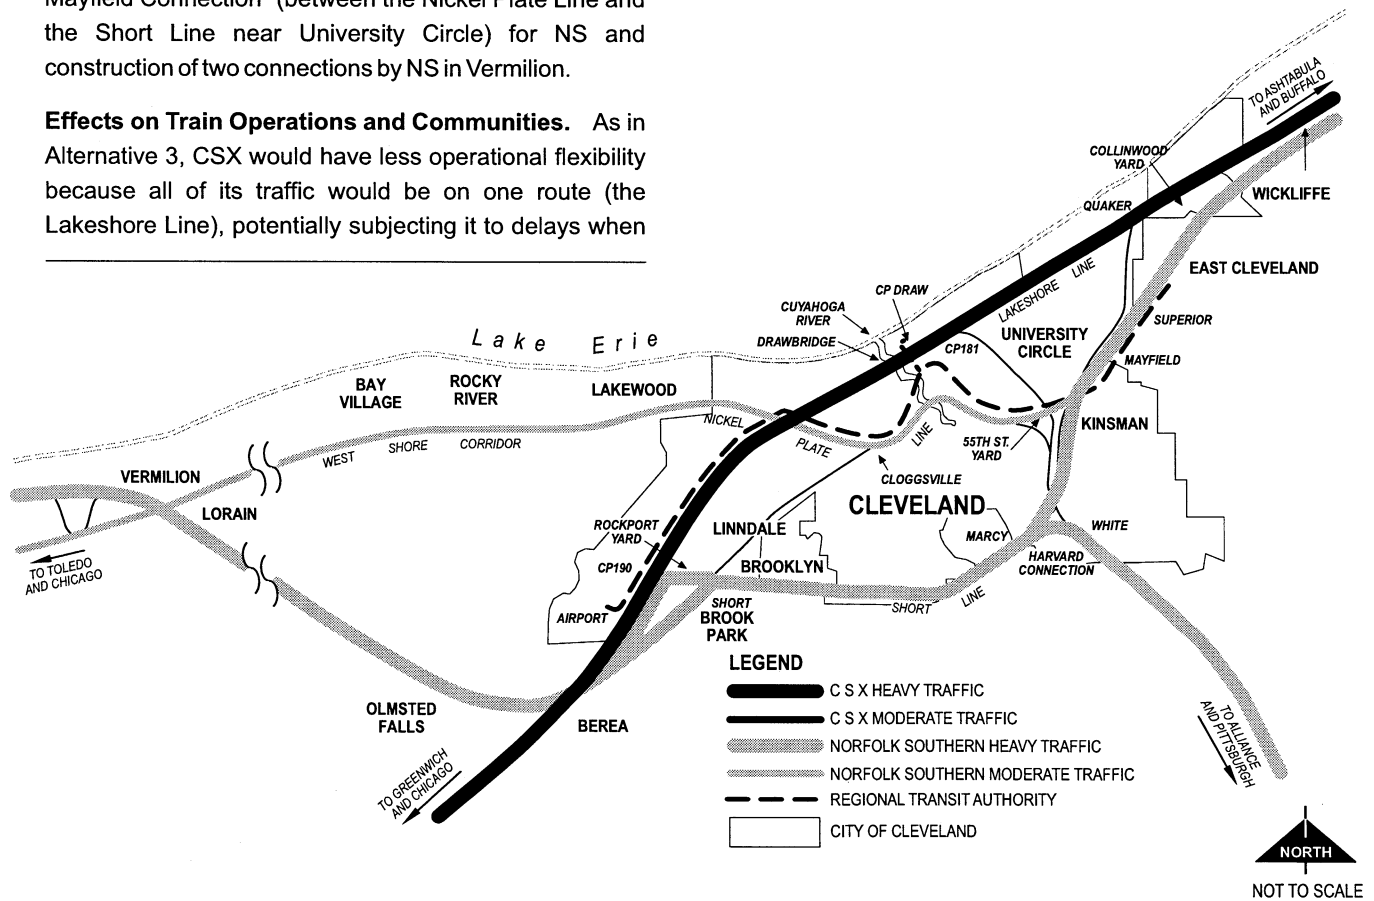 Mayfield Connection" (between the Nickel Plate Line and
the Short Line near University Circle) for NS and
construction of two connections by NS in Vermilion.
Effects on Train Operations and Communities. As in
Alternative 3, CSX would have less operational flexibility
because all of its traffic would be on one route (the
Lakeshore Line), potentially subjecting it to delays when
TO ASHTABULA
AND BUFFALO
COLLINWOOD
YARD
WICKLIFFE
QUAKER
EAST CLEVELAND
LAKESHORE LINE
CP DRAW
CUYAHOGA
RIVER
DRAWBRIDGE
SUPERIOR
UNIVERSITY
CIRCLE
CP181
MAYFIELD
Lake Erie
BAY
VILLAGE
ROCKY
RIVER
LAKEWOOD
NICKEL
PLATE
LINE
KINSMAN
55TH ST.
YARD
WEST SHORE CORRIDOR
CLOGGSVILLE
VERMILION
LORAIN
CLEVELAND
ROCKPORT
YARD
LINNDALE
MARCY
WHITE
HARVARD
CONNECTION
TO TOLEDO
AND CHICAGO
CP190
BROOKLYN
AIRPORT
SHORT
SHORT LINE
BROOK
PARK
OLMSTED
FALLS
BEREA
TO GREENWICH
AND CHICAGO
TO ALLIANCE
AND PITTSBURGH
LEGEND
C S X HEAVY TRAFFIC
C S X MODERATE TRAFFIC
NORFOLK SOUTHERN HEAVY TRAFFIC
NORFOLK SOUTHERN MODERATE TRAFFIC
REGIONAL TRANSIT AUTHORITY
CITY OF CLEVELAND
NORTH
NOT TO SCALE